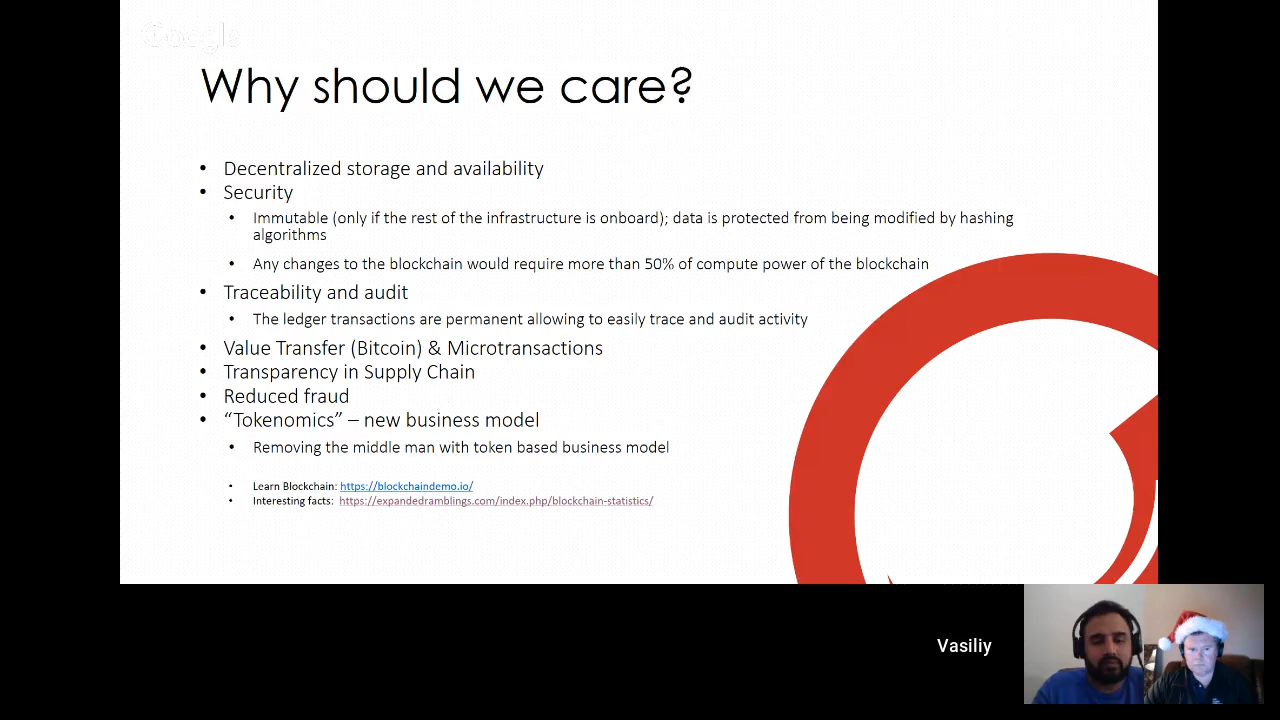 Google
Why should we care?
• Decentralized storage and availability
• Security
• Immutable (only if the rest of the infrastructure is onboard); data is protected from being modified by hashing
algorithms
• Any changes to the blockchain would require more than 50% of compute power of the blockchain
• Traceability and audit
• The ledger transactions are permanent allowing to easily trace and audit activity
• Value Transfer (Bitcoin) & Microtransactions
• Transparency in Supply Chain
• Reduced fraud
• “Tokenomics” – new business model
• Removing the middle man with token based business model
• Learn Blockchain: https://blockchaindemo.io/
• Interesting facts: https://expandedramblings.com/index.php/blockchain-statistics/
Vasiliy